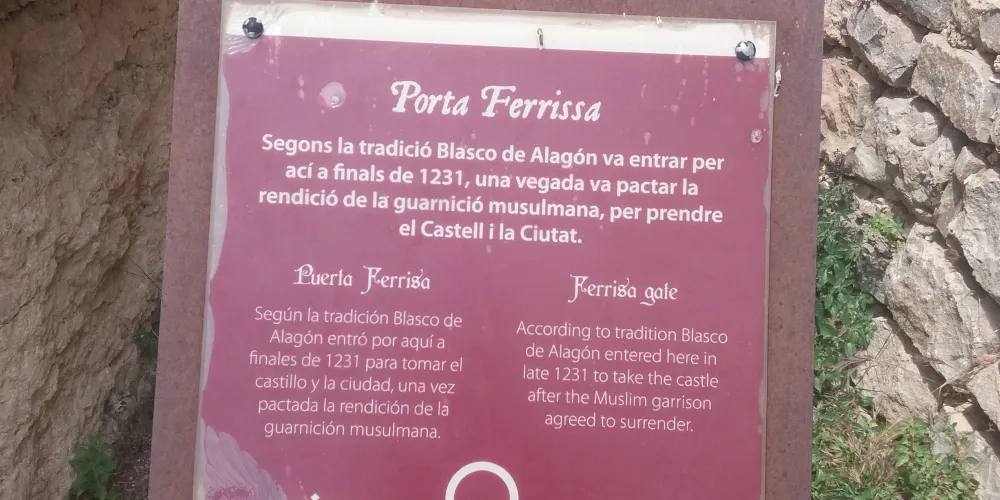 Porta Ferrissa
Segons la tradició Blasco de Alagón va entrar per
ací a finals de 1231, una vegada va pactar la
rendició de la guarnició musulmana, per prendre
el Castell i la Ciutat.
Puerta Ferrisa
Según la tradición Blasco de
Alagón entró por aquí a
finales de 1231 para tomar el
castillo y la ciudad, una vez
pactada la rendición de la
guarnición musulmana.
Ferrisa gate
According to tradition Blasco
de Alagón entered here in
late 1231 to take the castle
after the Muslim garrison
agreed to surrender.